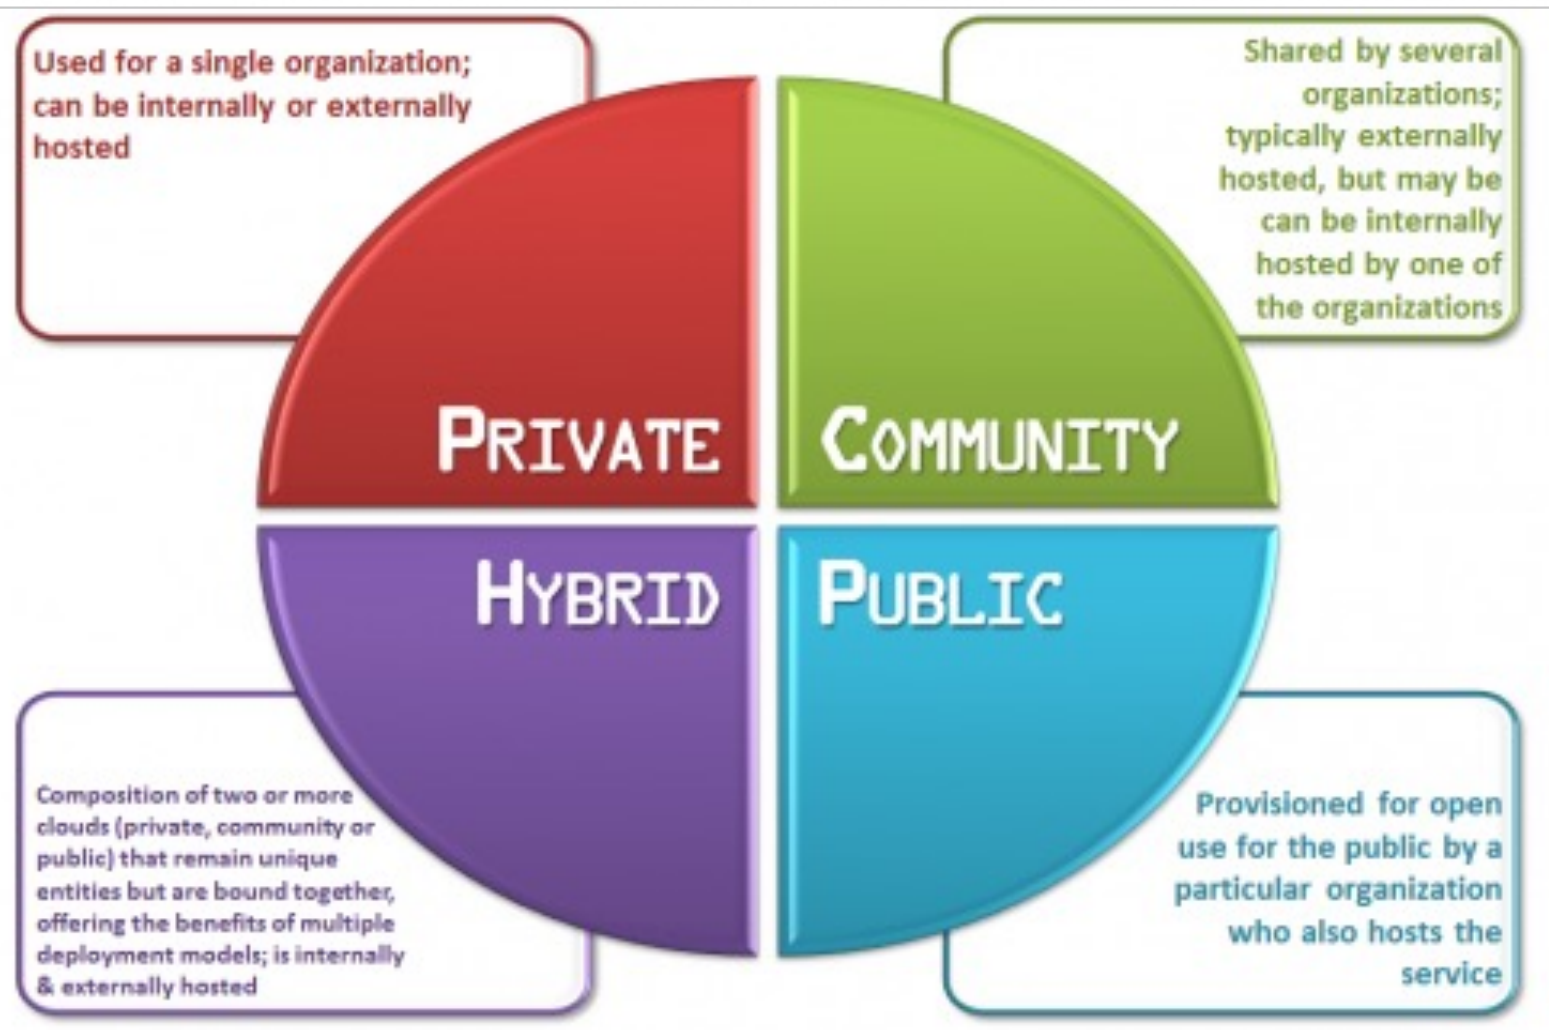 Used for a single organization;
can be internally or externally
hosted
Shared by several
organizations;
typically externally
hosted, but may be
can be internally
hosted by one of
the organizations
PRIVATE
COMMUNITY
HYBRID
PUBLIC
Composition of two or more
clouds (private, community or
public) that remain unique
entities but are bound together,
offering the benefits of multiple
deployment models; is internally
& externally hosted
Provisioned for open
use for the public by a
particular organization
who also hosts the
service